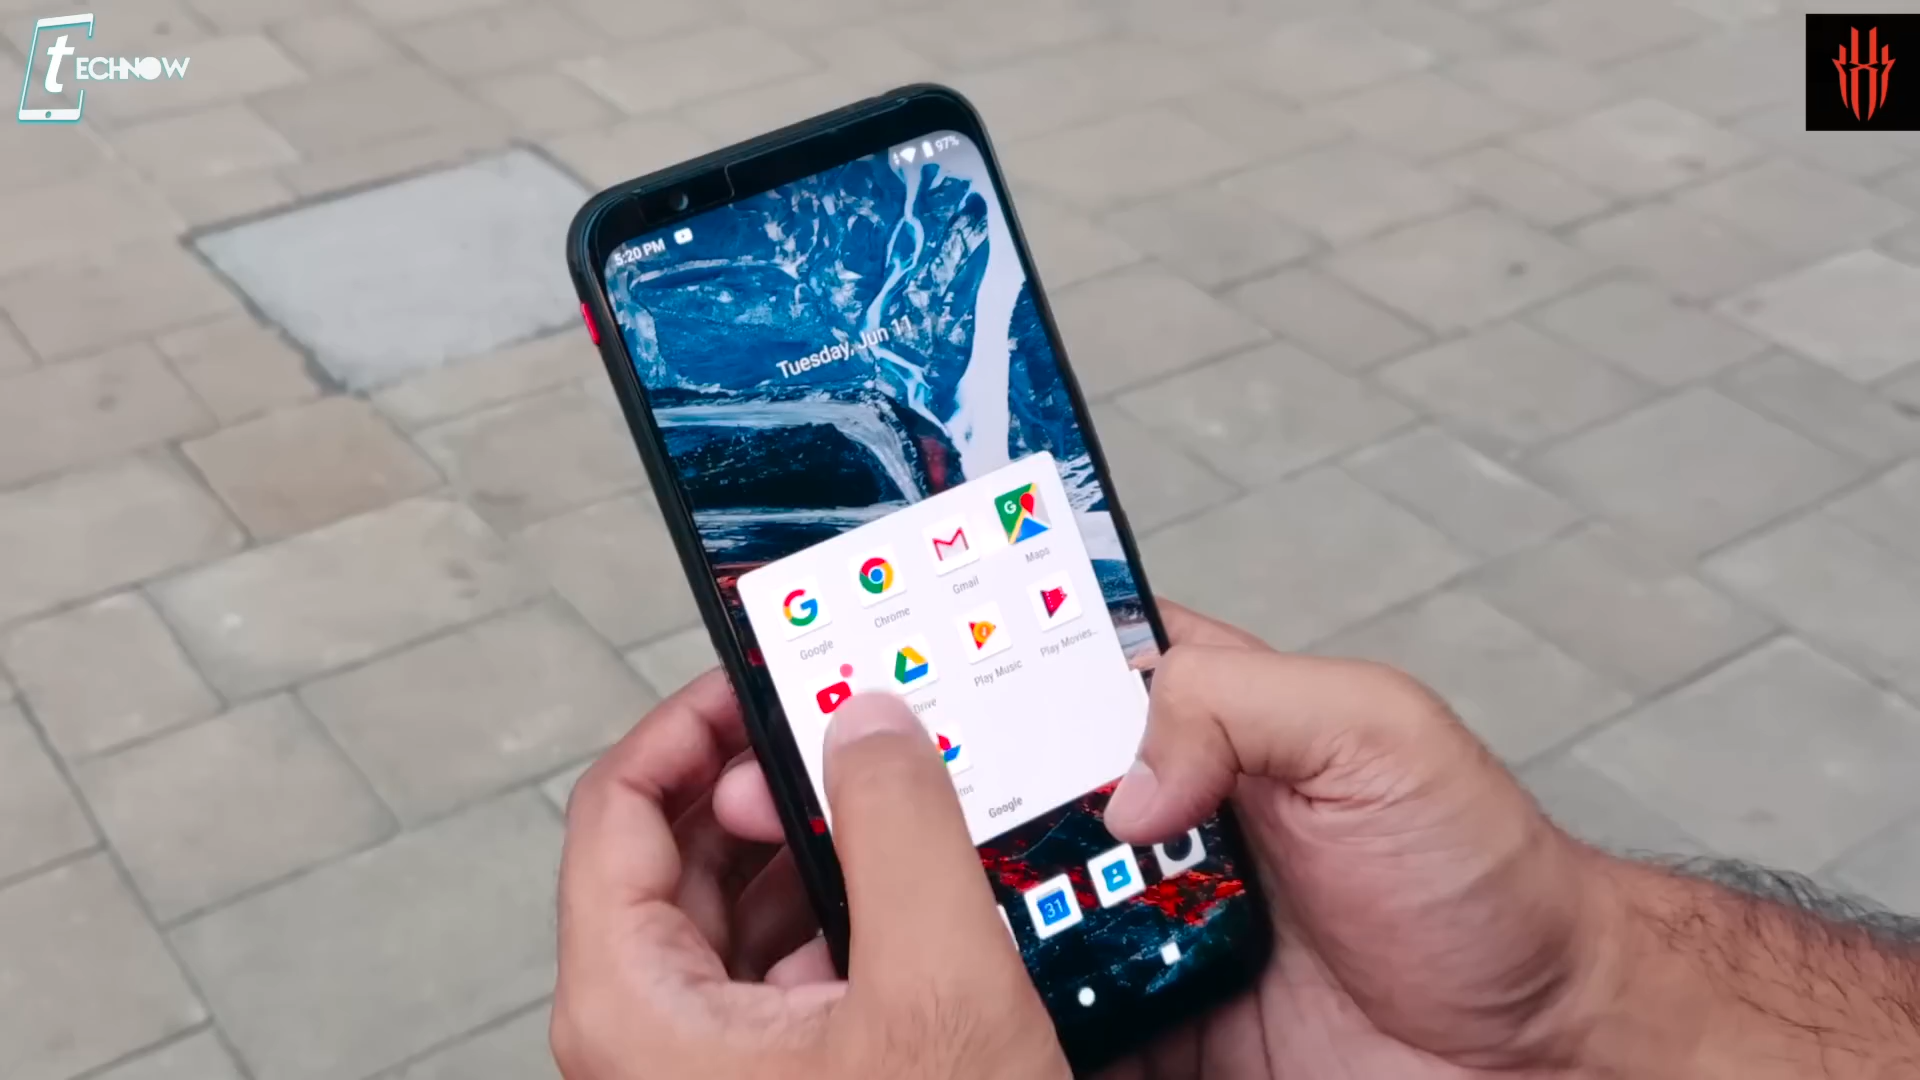 tECHNOW
97%
5:20 PM
Tuesday, Jun 11
G
Google
Chrome
Gmail
Maps
Drive
Play Music
Play Movies...
tos
Google
31